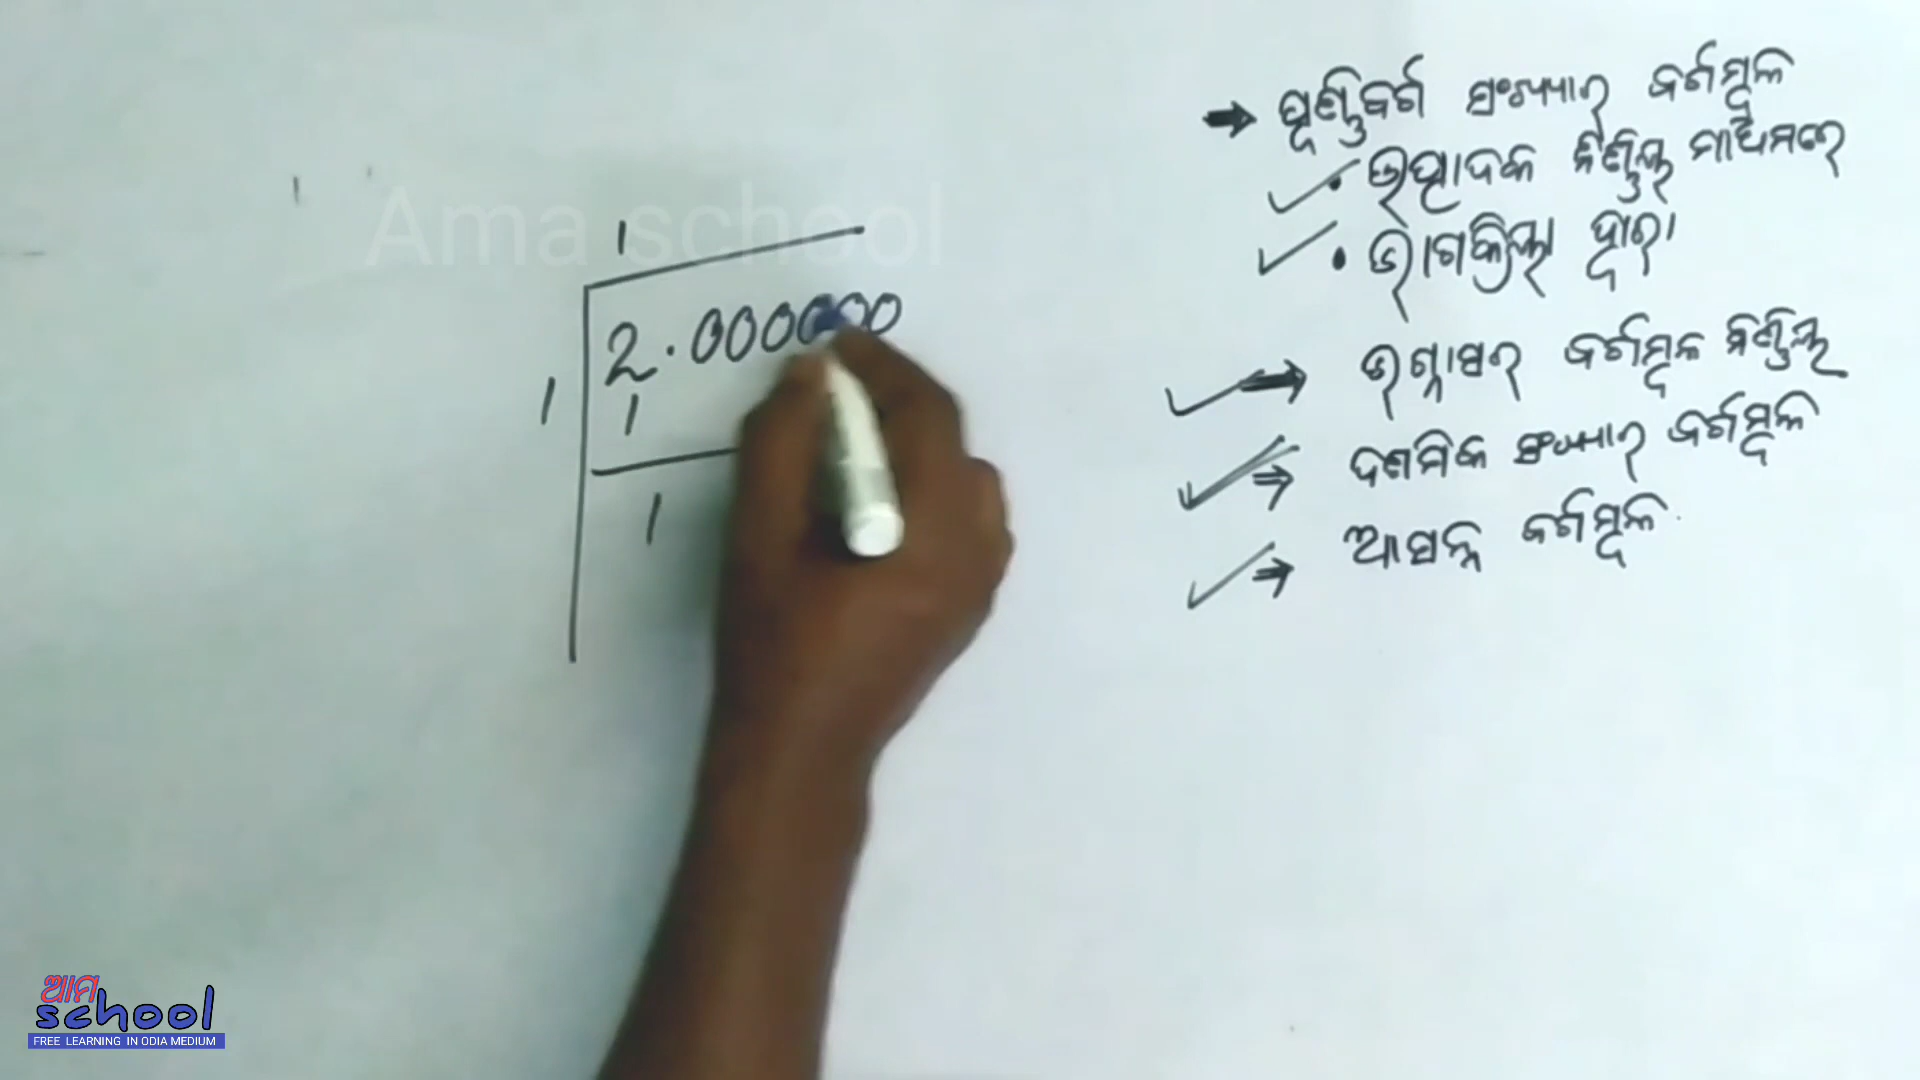 Ama school
1
2.000000
1
1
1
→ ପୂର୍ଣ୍ଣବର୍ଗ ସଂଖ୍ୟାର ବର୍ଗମୂଳ
• ଉତ୍ପାଦକ ନିର୍ଣ୍ଣୟ ମାଧ୍ୟମରେ
• ଭାଗକ୍ରିୟା ଦ୍ୱାରା
→ ଭଗ୍ନାଂଶର ବର୍ଗମୂଳ ନିର୍ଣ୍ଣୟ
⇒ ଦଶମିକ ସଂଖ୍ୟାର ବର୍ଗମୂଳ
⇒ ଆସନ୍ନ ବର୍ଗମୂଳ
ଆମ
school
FREE LEARNING IN ODIA MEDIUM